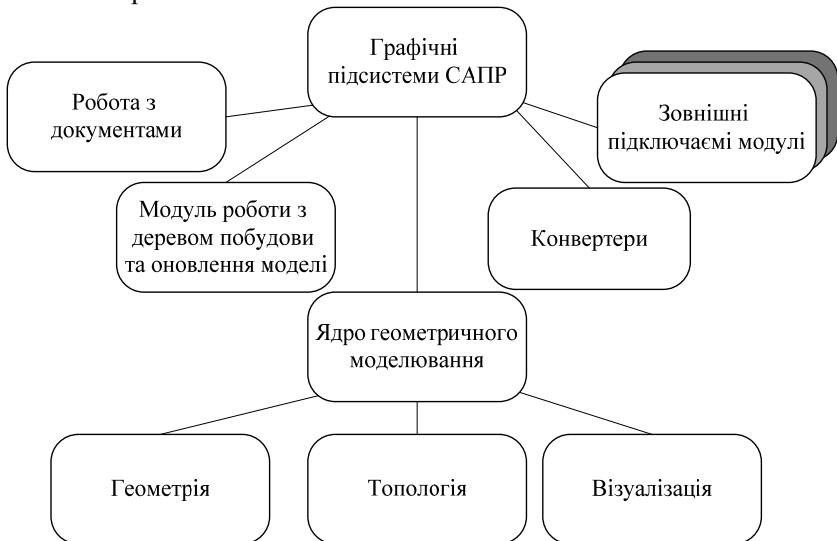 Графічні
підсистеми САПР
Робота з
документами
Зовнішні
підключаємі модулі
Модуль роботи з
деревом побудови
та оновлення моделі
Конвертери
Ядро геометричного
моделювання
Геометрія
Топологія
Візуалізація